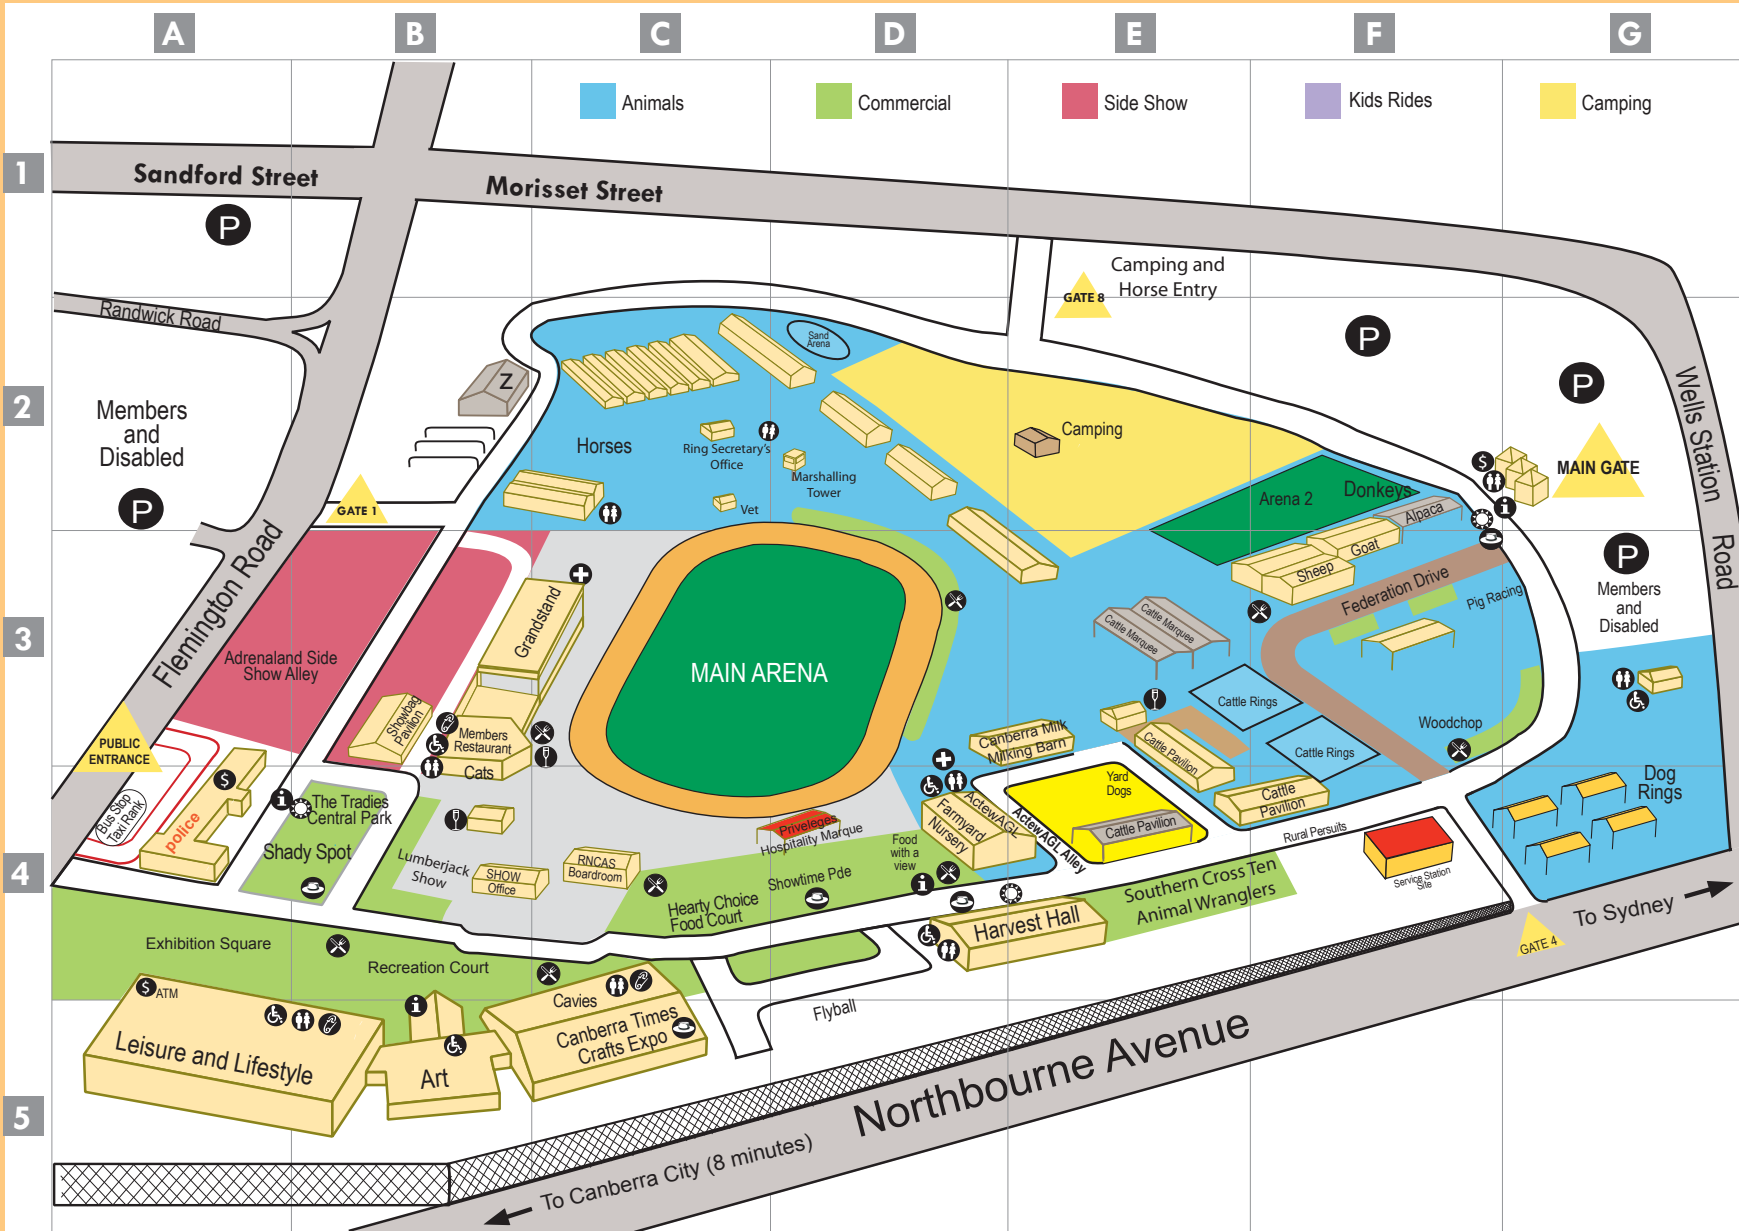 A
B
C
D
E
F
G
Animals
Commercial
Side Show
Kids Rides
Camping
1
Sandford Street
Morisset Street
P
Camping and
Horse Entry
GATE 8
Randwick Road
Sand
Arena
P
P
Z
2
Members
and
Disabled
Horses
Ring Secretary's
Office
Camping
Marshalling
Tower
Wells Station
Road
MAIN GATE
$
P
GATE 1
Vet
Arena 2
Donkeys
Alpaca
i
Goat
Sheep
P
Members
and
Disabled
Flemington Road
Federation Drive
Pig Racing
Grandstand
Cattle Marquee
Cattle Marquee
3
Adrenaland Side
Show Alley
MAIN ARENA
Cattle Rings
Showbag
Pavilion
Members
Restaurant
Cats
Canberra Milk
Milking Barn
Cattle Pavilion
Cattle Rings
Woodchop
PUBLIC
ENTRANCE
$
Bus Stop
Taxi Rank
police
i
The Tradies
Central Park
Shady Spot
Yard
Dogs
Cattle
Pavilion
Dog
Rings
ActewAGL
Farmyard
Nursery
ActewAGL Alley
Cattle Pavilion
Rural Persuits
Priveleges
Hospitality Marque
Food
with a
view
4
Lumberjack
Show
SHOW
Office
RNCAS
Boardroom
Showtime Pde
i
Service Station
Site
Hearty Choice
Food Court
Southern Cross Ten
Animal Wranglers
Harvest Hall
To Sydney
GATE 4
Exhibition Square
Recreation Court
$
ATM
i
Cavies
Canberra Times
Crafts Expo
Flyball
Leisure and Lifestyle
Art
Northbourne Avenue
5
To Canberra City (8 minutes)